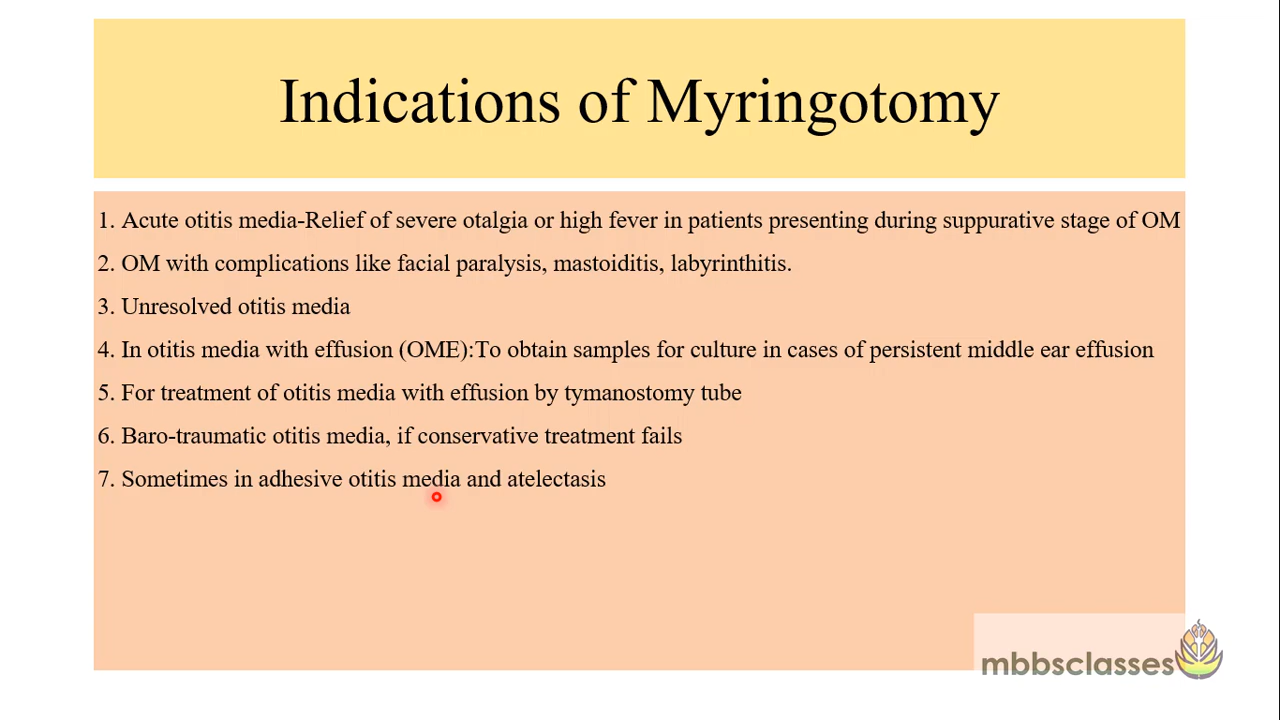 Indications of Myringotomy
1. Acute otitis media-Relief of severe otalgia or high fever in patients presenting during suppurative stage of OM
2. OM with complications like facial paralysis, mastoiditis, labyrinthitis.
3. Unresolved otitis media
4. In otitis media with effusion (OME):To obtain samples for culture in cases of persistent middle ear effusion
5. For treatment of otitis media with effusion by tymanostomy tube
6. Baro-traumatic otitis media, if conservative treatment fails
7. Sometimes in adhesive otitis media and atelectasis
mbbsclasses